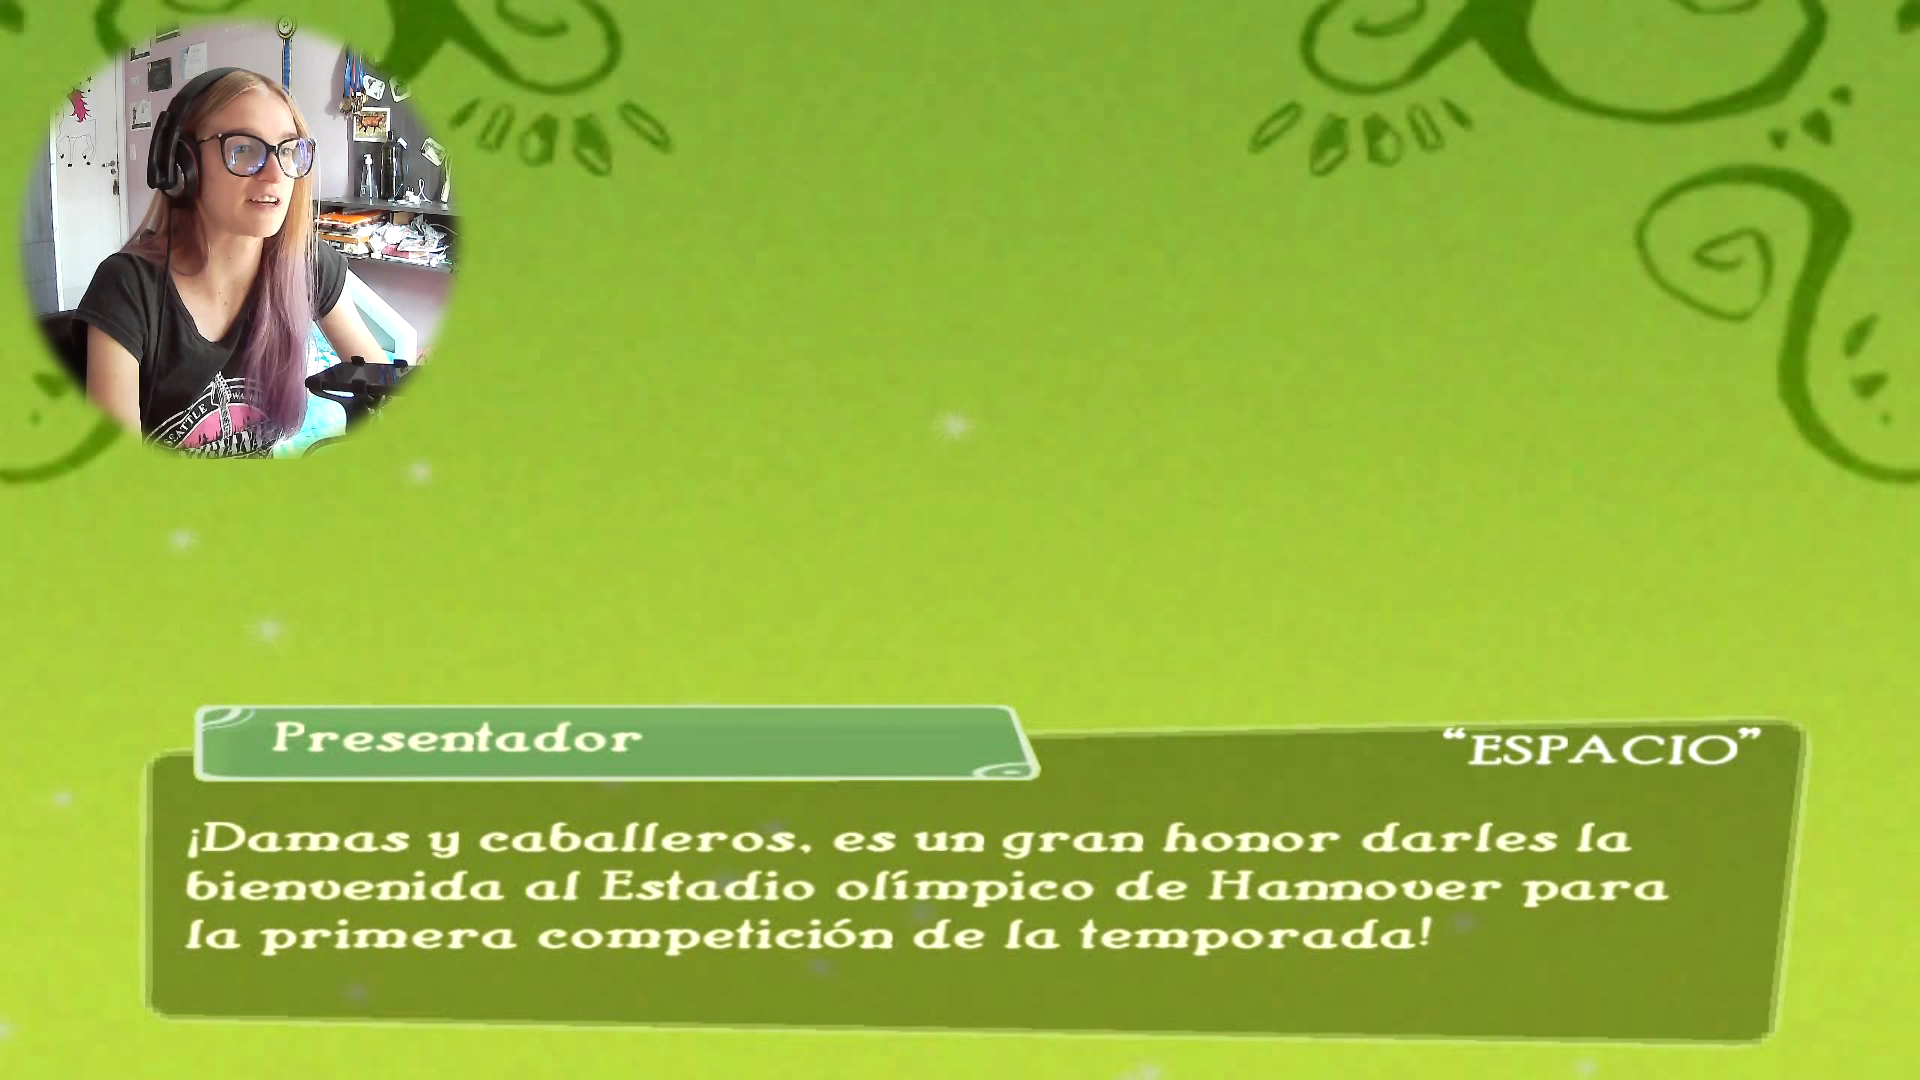 SEATTLE
Presentador
“ESPACIO”
¡Damas y caballeros, es un gran honor darles la
bienvenida al Estadio olímpico de Hannover para
la primera competición de la temporada!